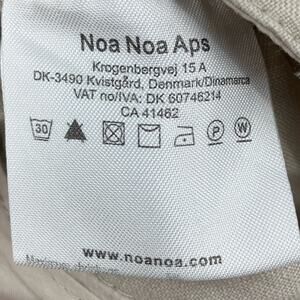 Noa Noa Aps
Krogenbergvej 15 A
DK-3490 Kvistgård, Denmark/Dinamarca
VAT no/IVA: DK 60746214
CA 41462
30 P W
www.noanoa.com